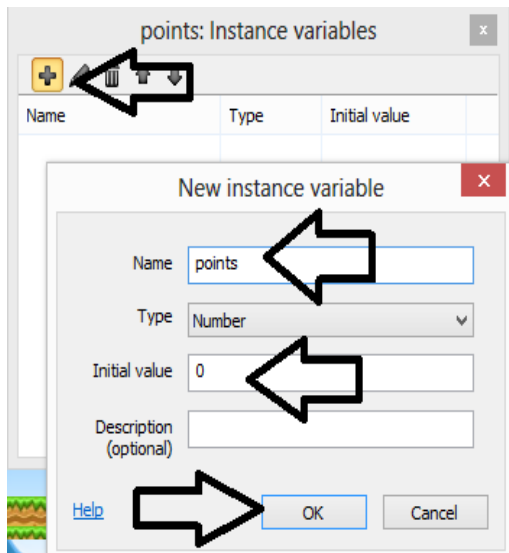 points: Instance variables
x
Name Type Initial value
New instance variable
×
Name points
Type Number
Initial value 0
Description
(optional)
Help OK Cancel